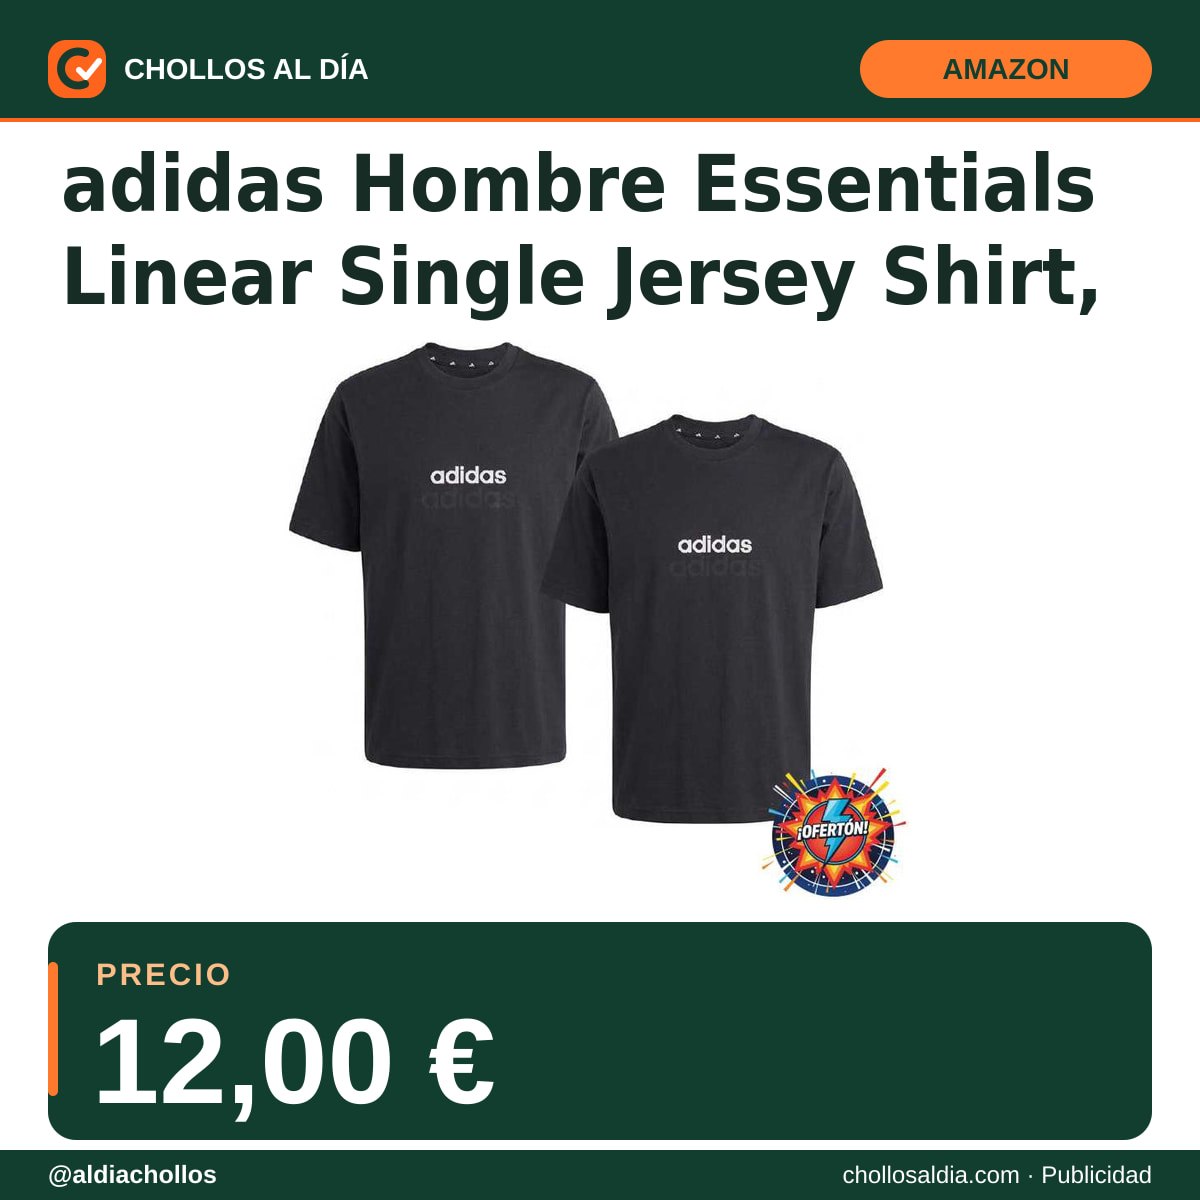 CHOLLOS AL DÍA
AMAZON
adidas Hombre Essentials
Linear Single Jersey Shirt,
adidas
adidas
adidas
adidas
¡OFERTÓN!
PRECIO
12,00 €
@aldiachollos
chollosaldia.com · Publicidad